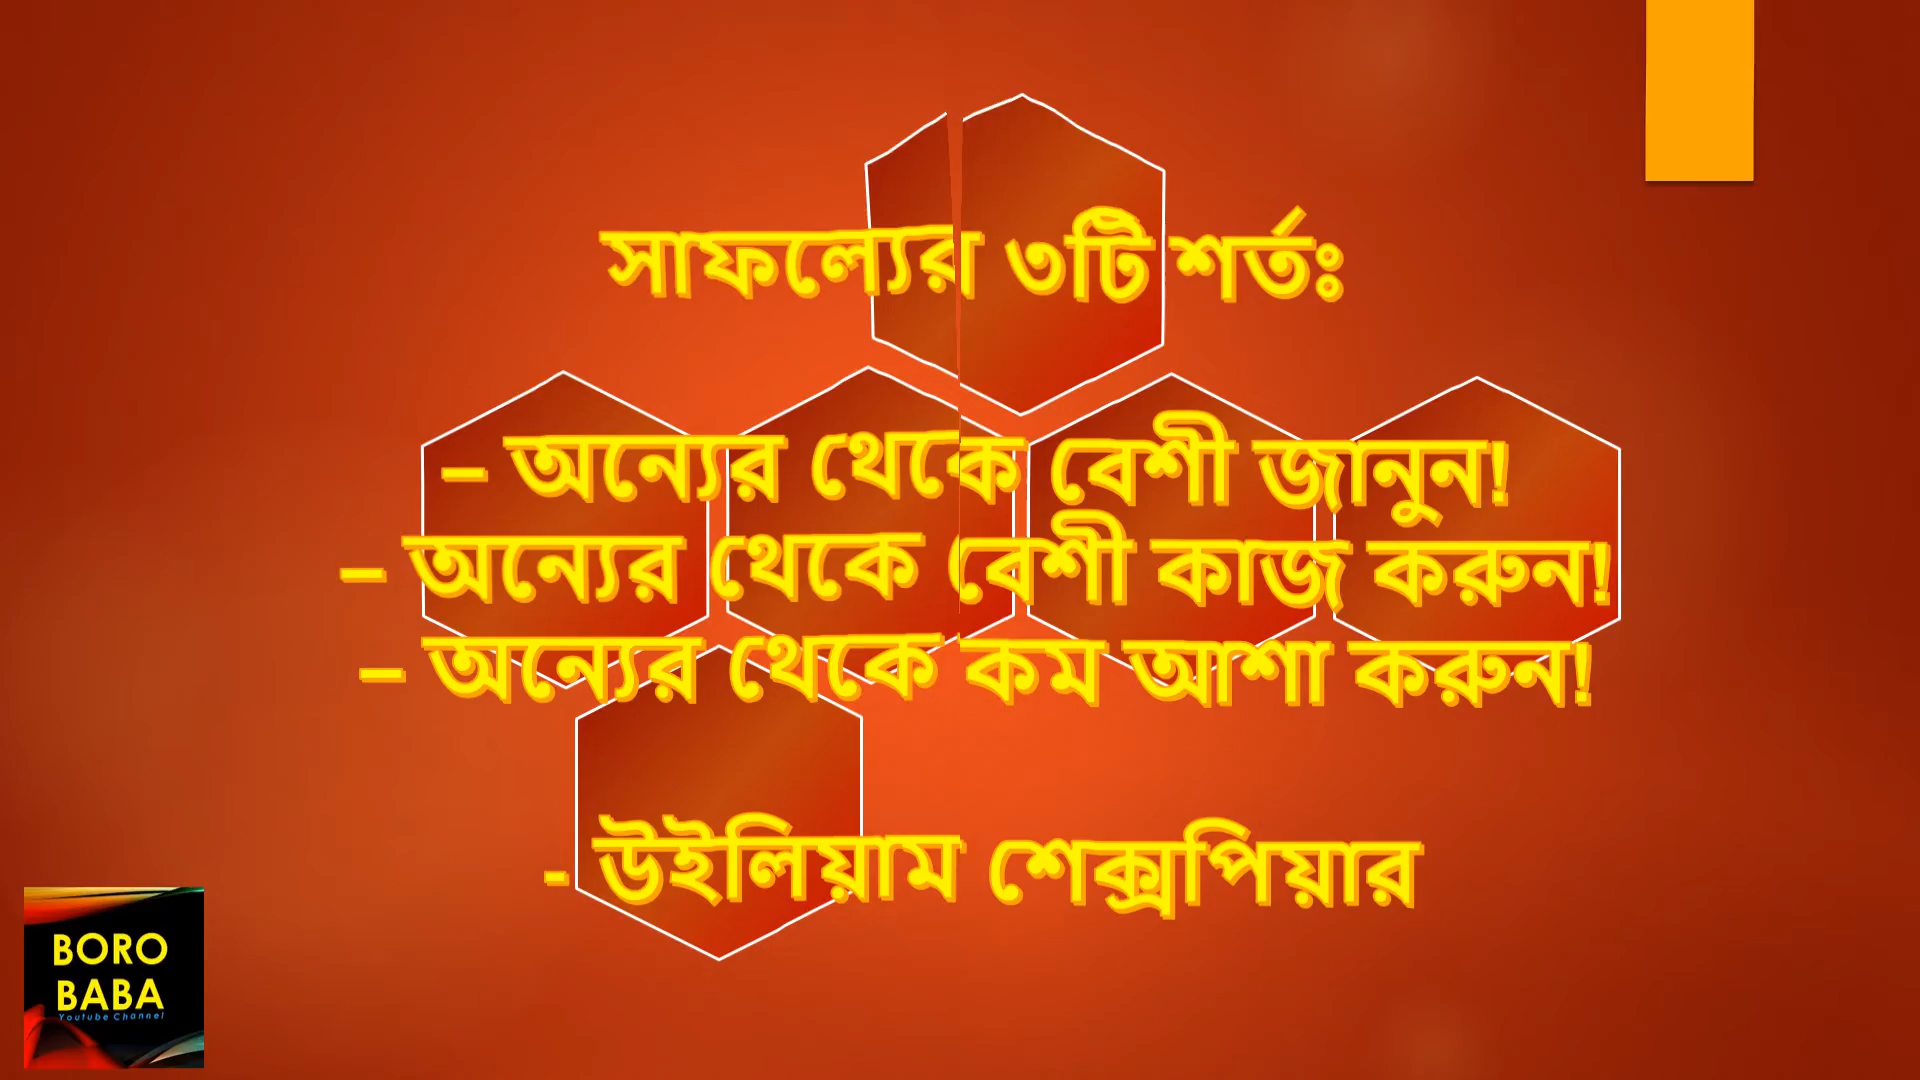 সাফল্যের ৩টি শর্তঃ
– অন্যের থেকে বেশী জানুন!
– অন্যের থেকে বেশী কাজ করুন!
– অন্যের থেকে কম আশা করুন!
- উইলিয়াম শেক্সপিয়ার
BORO
BABA
Youtube Channel